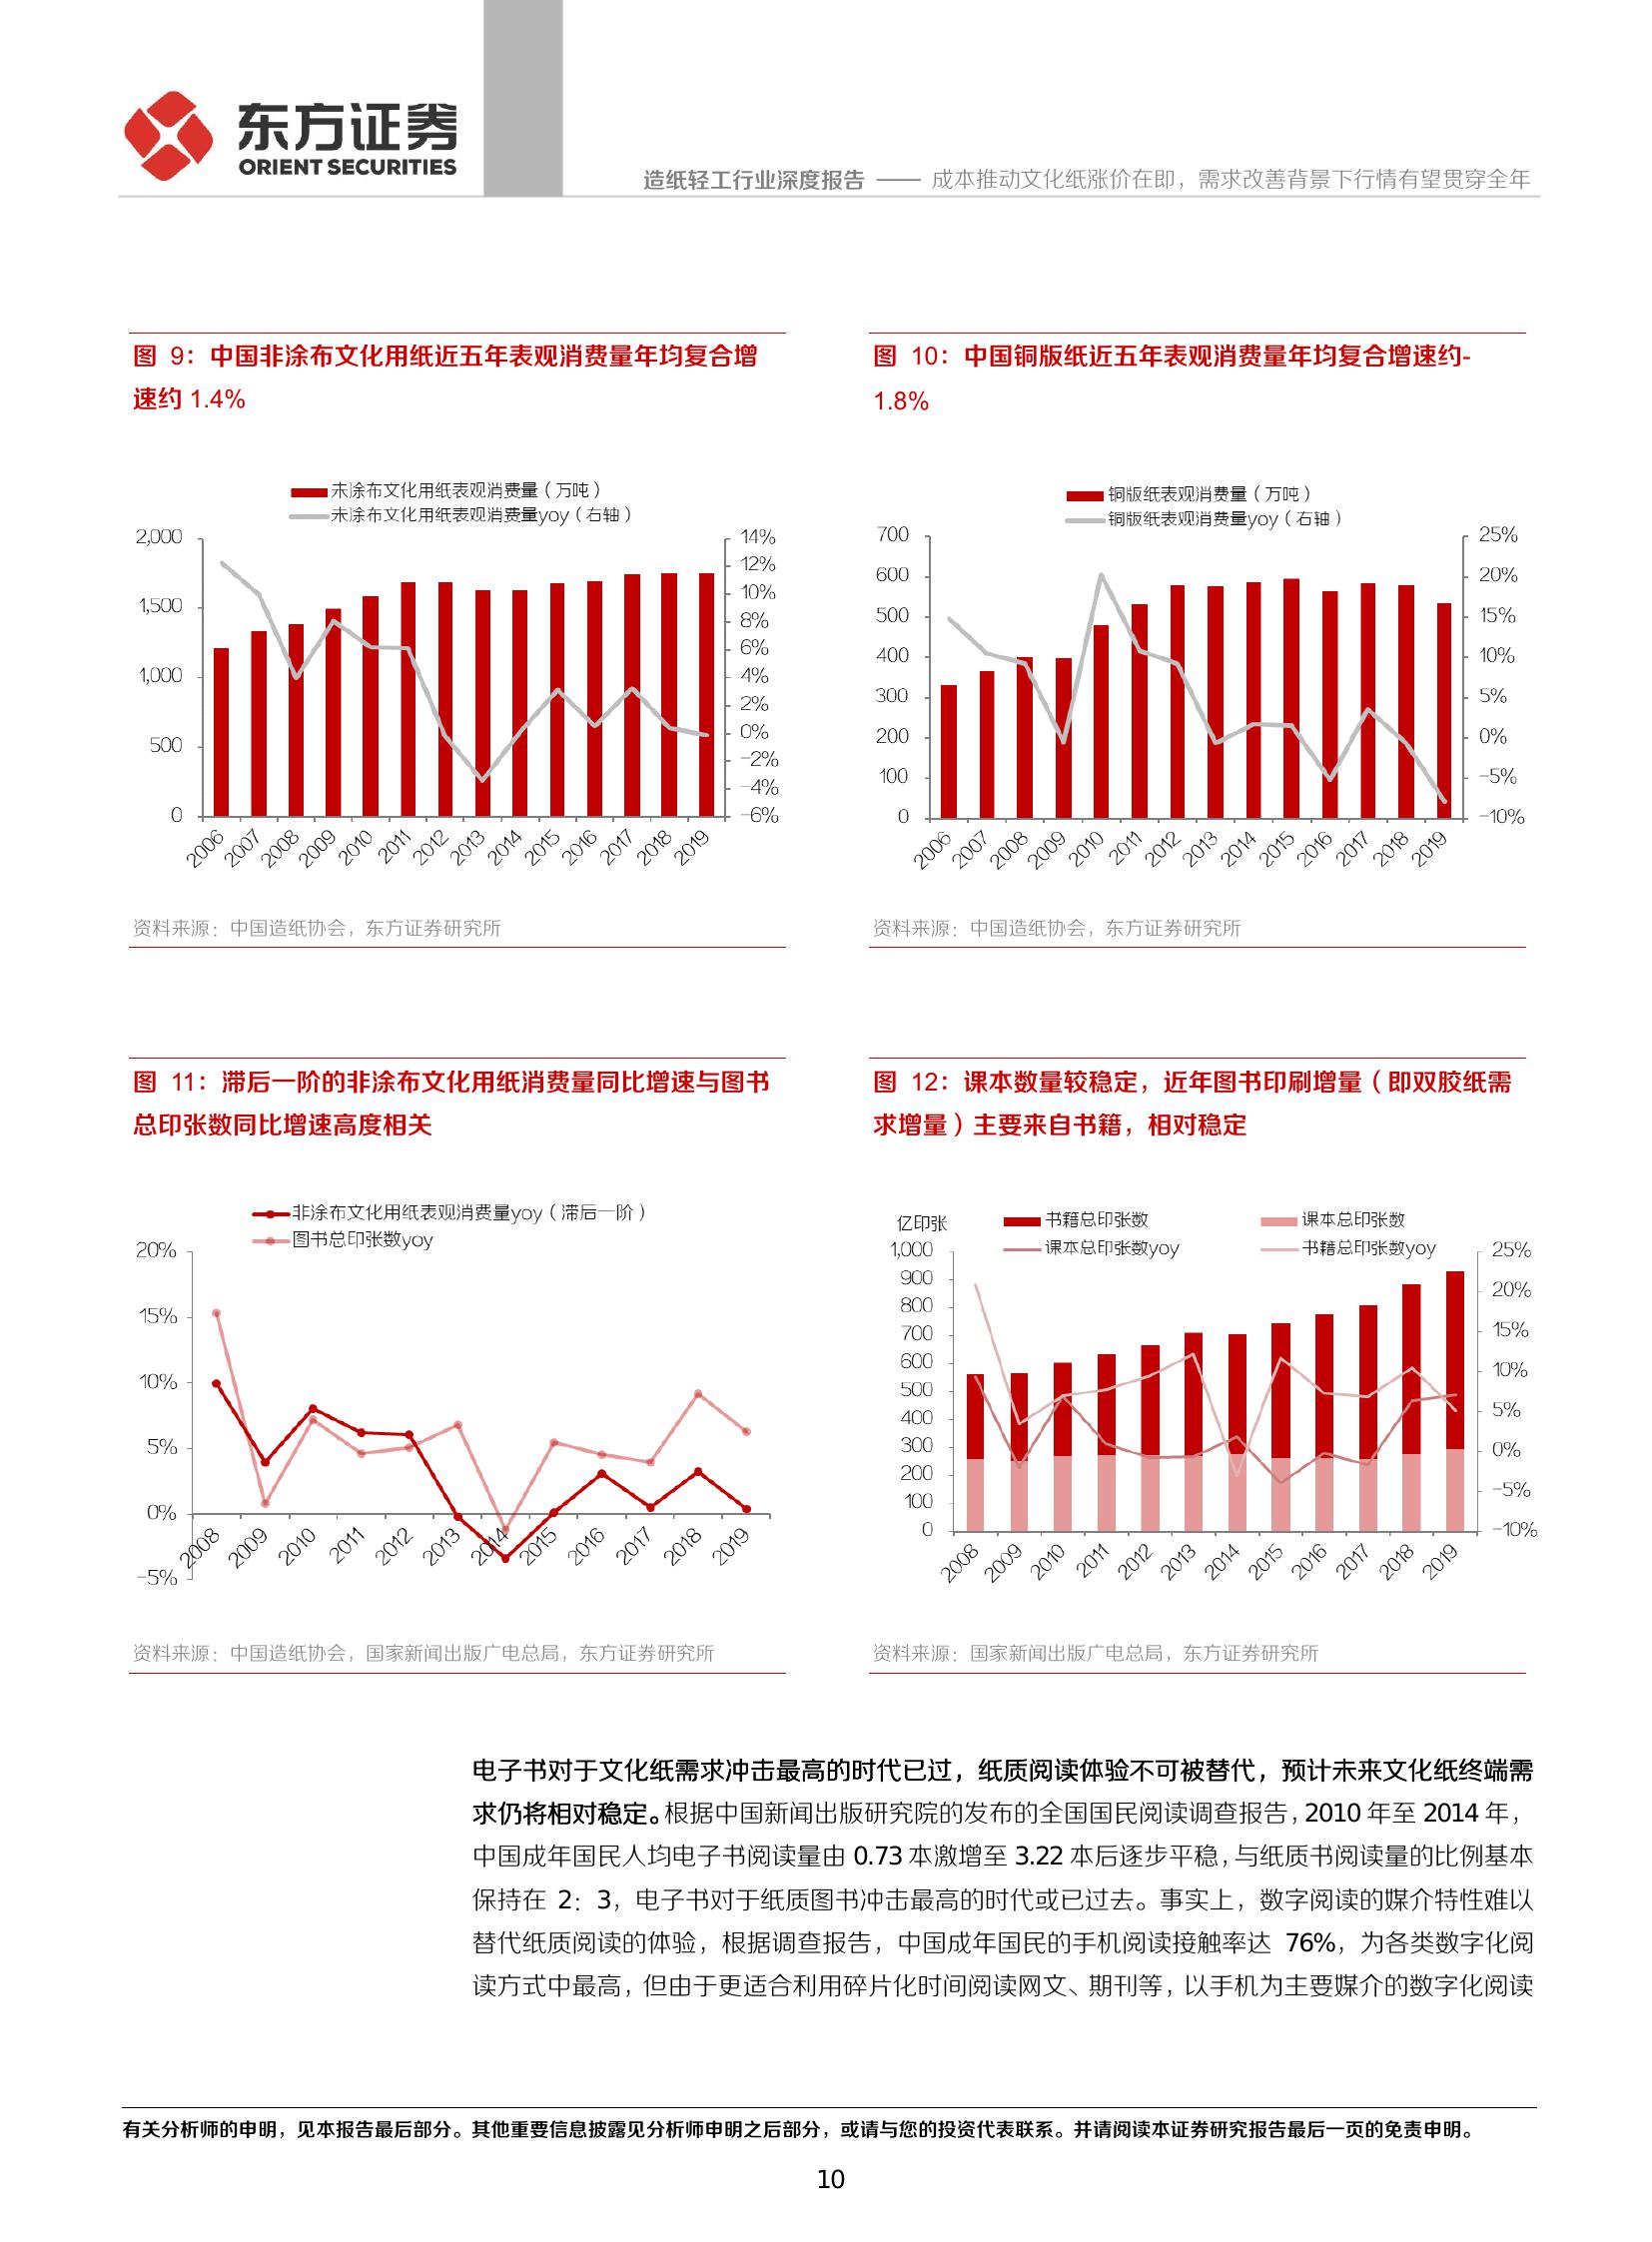 东方证券
ORIENT SECURITIES
造纸轻工行业深度报告 —— 成本推动文化纸涨价在即，需求改善背景下行情有望贯穿全年
图 9：中国非涂布文化用纸近五年表观消费量年均复合增
速约 1.4%
未涂布文化用纸表观消费量（万吨）
未涂布文化用纸表观消费量yoy（右轴）
2,000
1,500
1,000
500
0
14%
12%
10%
8%
6%
4%
2%
0%
-2%
-4%
-6%
2006 2007 2008 2009 2010 2011 2012 2013 2014 2015 2016 2017 2018 2019
资料来源：中国造纸协会，东方证券研究所
图 10：中国铜版纸近五年表观消费量年均复合增速约-
1.8%
铜版纸表观消费量（万吨）
铜版纸表观消费量yoy（右轴）
700
600
500
400
300
200
100
0
25%
20%
15%
10%
5%
0%
-5%
-10%
2006 2007 2008 2009 2010 2011 2012 2013 2014 2015 2016 2017 2018 2019
资料来源：中国造纸协会，东方证券研究所
图 11：滞后一阶的非涂布文化用纸消费量同比增速与图书
总印张数同比增速高度相关
非涂布文化用纸表观消费量yoy（滞后一阶）
图书总印张数yoy
20%
15%
10%
5%
0%
-5%
2008 2009 2010 2011 2012 2013 2014 2015 2016 2017 2018 2019
资料来源：中国造纸协会，国家新闻出版广电总局，东方证券研究所
图 12：课本数量较稳定，近年图书印刷增量（即双胶纸需
求增量）主要来自书籍，相对稳定
亿印张
书籍总印张数
课本总印张数
课本总印张数yoy
书籍总印张数yoy
1,000
900
800
700
600
500
400
300
200
100
0
25%
20%
15%
10%
5%
0%
-5%
-10%
2008 2009 2010 2011 2012 2013 2014 2015 2016 2017 2018 2019
资料来源：国家新闻出版广电总局，东方证券研究所
电子书对于文化纸需求冲击最高的时代已过，纸质阅读体验不可被替代，预计未来文化纸终端需
求仍将相对稳定。根据中国新闻出版研究院的发布的全国国民阅读调查报告，2010 年至 2014 年，
中国成年国民人均电子书阅读量由 0.73 本激增至 3.22 本后逐步平稳，与纸质书阅读量的比例基本
保持在 2：3，电子书对于纸质图书冲击最高的时代或已过去。事实上，数字阅读的媒介特性难以
替代纸质阅读的体验，根据调查报告，中国成年国民的手机阅读接触率达 76%，为各类数字化阅
读方式中最高，但由于更适合利用碎片化时间阅读网文、期刊等，以手机为主要媒介的数字化阅读
有关分析师的申明，见本报告最后部分。其他重要信息披露见分析师申明之后部分，或请与您的投资代表联系。并请阅读本证券研究报告最后一页的免责申明。
10